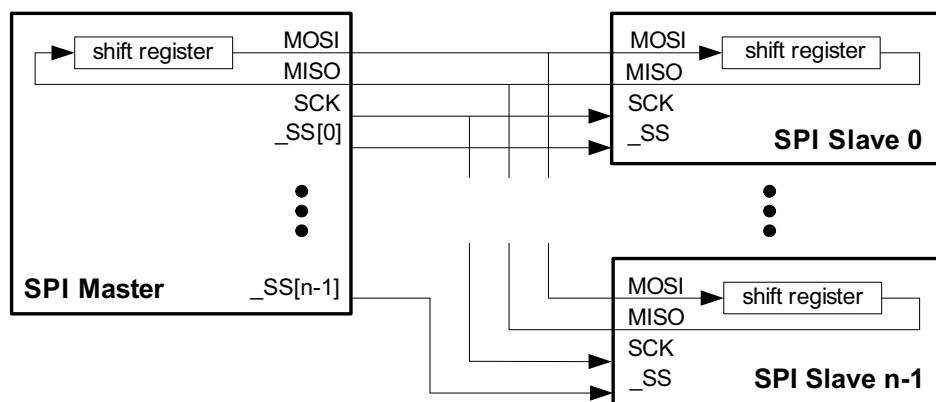 shift register
MOSI
MISO
SCK
_SS[0]
_SS[n-1]
SPI Master
MOSI
shift register
MISO
SCK
_SS
SPI Slave 0
MOSI
shift register
MISO
SCK
_SS
SPI Slave n-1